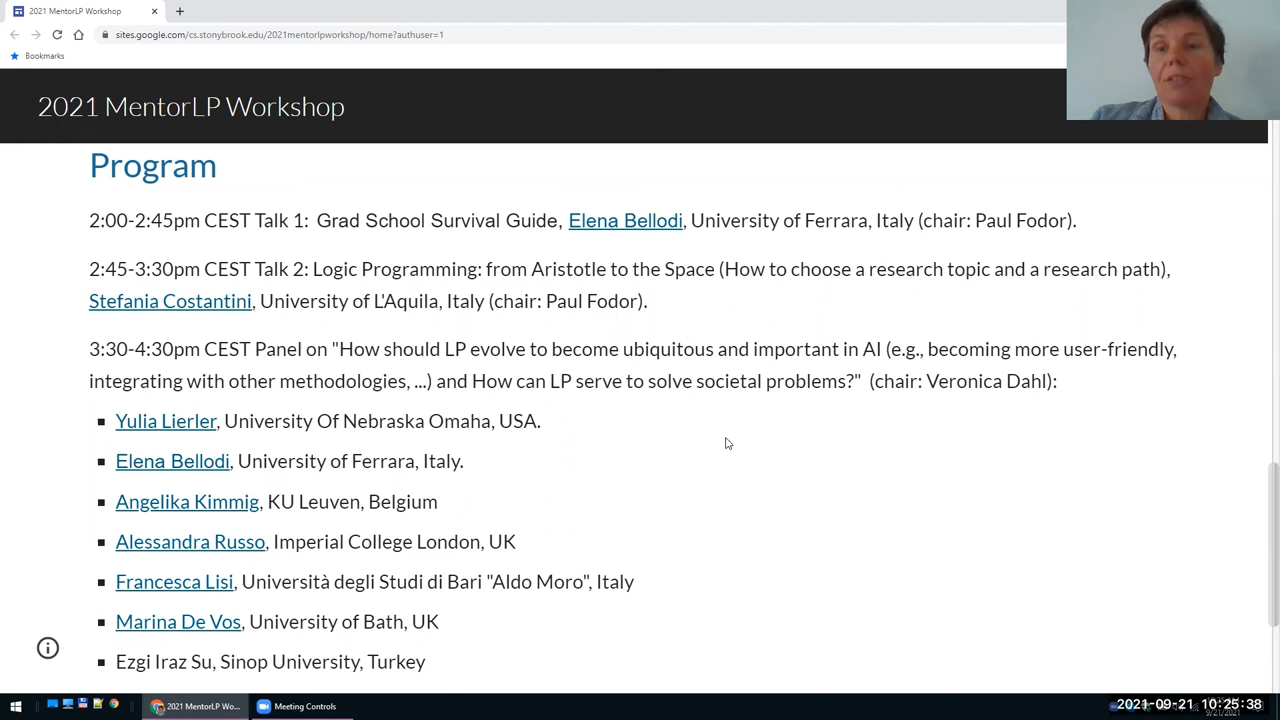 2021 MentorLP Workshop
sites.google.com/cs.stonybrook.edu/2021mentorlpworkshop/home?authuser=1
Bookmarks
2021 MentorLP Workshop
Program
2:00-2:45pm CEST Talk 1: Grad School Survival Guide, Elena Bellodi, University of Ferrara, Italy (chair: Paul Fodor).
2:45-3:30pm CEST Talk 2: Logic Programming: from Aristotle to the Space (How to choose a research topic and a research path),
Stefania Costantini, University of L'Aquila, Italy (chair: Paul Fodor).
3:30-4:30pm CEST Panel on "How should LP evolve to become ubiquitous and important in AI (e.g., becoming more user-friendly,
integrating with other methodologies, ...) and How can LP serve to solve societal problems?" (chair: Veronica Dahl):
Yulia Lierler, University Of Nebraska Omaha, USA.
Elena Bellodi, University of Ferrara, Italy.
Angelika Kimmig, KU Leuven, Belgium
Alessandra Russo, Imperial College London, UK
Francesca Lisi, Università degli Studi di Bari "Aldo Moro", Italy
Marina De Vos, University of Bath, UK
Ezgi Iraz Su, Sinop University, Turkey
2021 MentorLP Wo...
Meeting Controls
2021-09-21 10:25:38